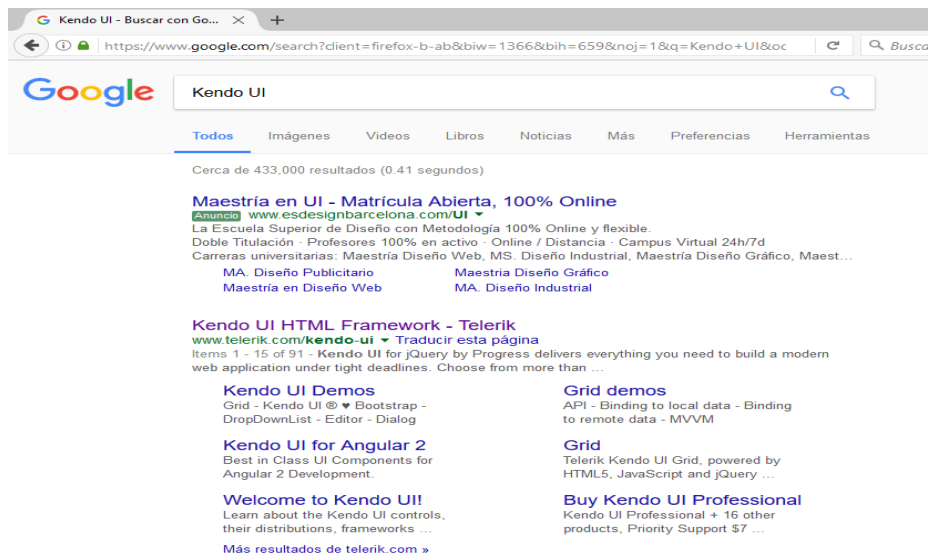 Kendo UI - Buscar con Go...
https://www.google.com/search?client=firefox-b-ab&biw=1366&bih=659&noj=1&q=Kendo+UI&oc
Busca
Google
Kendo UI
Todos Imágenes Videos Libros Noticias Más Preferencias Herramientas
Cerca de 433,000 resultados (0.41 segundos)
Maestría en UI - Matrícula Abierta, 100% Online
Anuncio www.esdesignbarcelona.com/UI
La Escuela Superior de Diseño con Metodología 100% Online y flexible.
Doble Titulación · Profesores 100% en activo · Online / Distancia · Campus Virtual 24h/7d
Carreras universitarias: Maestría Diseño Web, MS. Diseño Industrial, Maestría Diseño Gráfico, Maest...
MA. Diseño Publicitario Maestria Diseño Gráfico
Maestría en Diseño Web MA. Diseño Industrial
Kendo UI HTML Framework - Telerik
www.telerik.com/kendo-ui Traducir esta página
Items 1 - 15 of 91 - Kendo UI for jQuery by Progress delivers everything you need to build a modern
web application under tight deadlines. Choose from more than ...
Kendo UI Demos
Grid - Kendo UI ® ♥ Bootstrap -
DropDownList - Editor - Dialog
Grid demos
API - Binding to local data - Binding
to remote data - MVVM
Kendo UI for Angular 2
Best in Class UI Components for
Angular 2 Development.
Grid
Telerik Kendo UI Grid, powered by
HTML5, JavaScript and jQuery ...
Welcome to Kendo UI!
Learn about the Kendo UI controls,
their distributions, frameworks ...
Buy Kendo UI Professional
Kendo UI Professional + 16 other
products, Priority Support $7 ...
Más resultados de telerik.com »